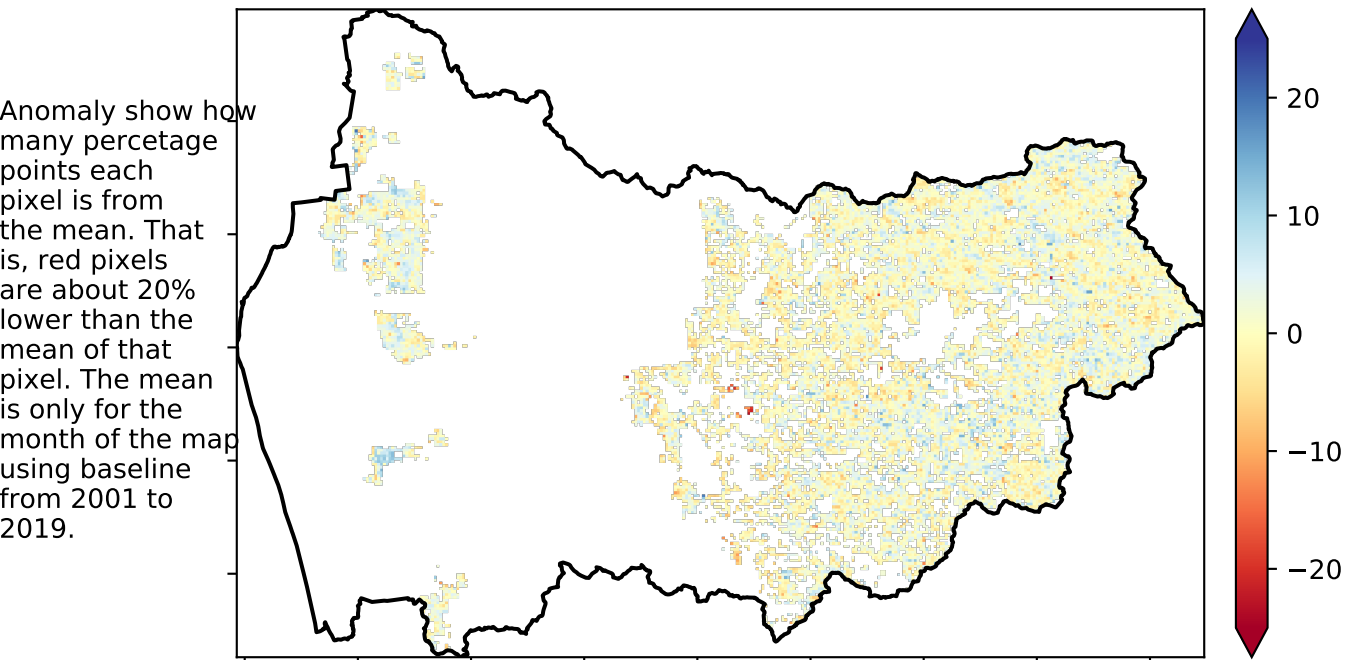 Anomaly show how
many percetage
points each
pixel is from
the mean. That
is, red pixels
are about 20%
lower than the
mean of that
pixel. The mean
is only for the
month of the map
using baseline
from 2001 to
2019.
20
10
0
−10
−20